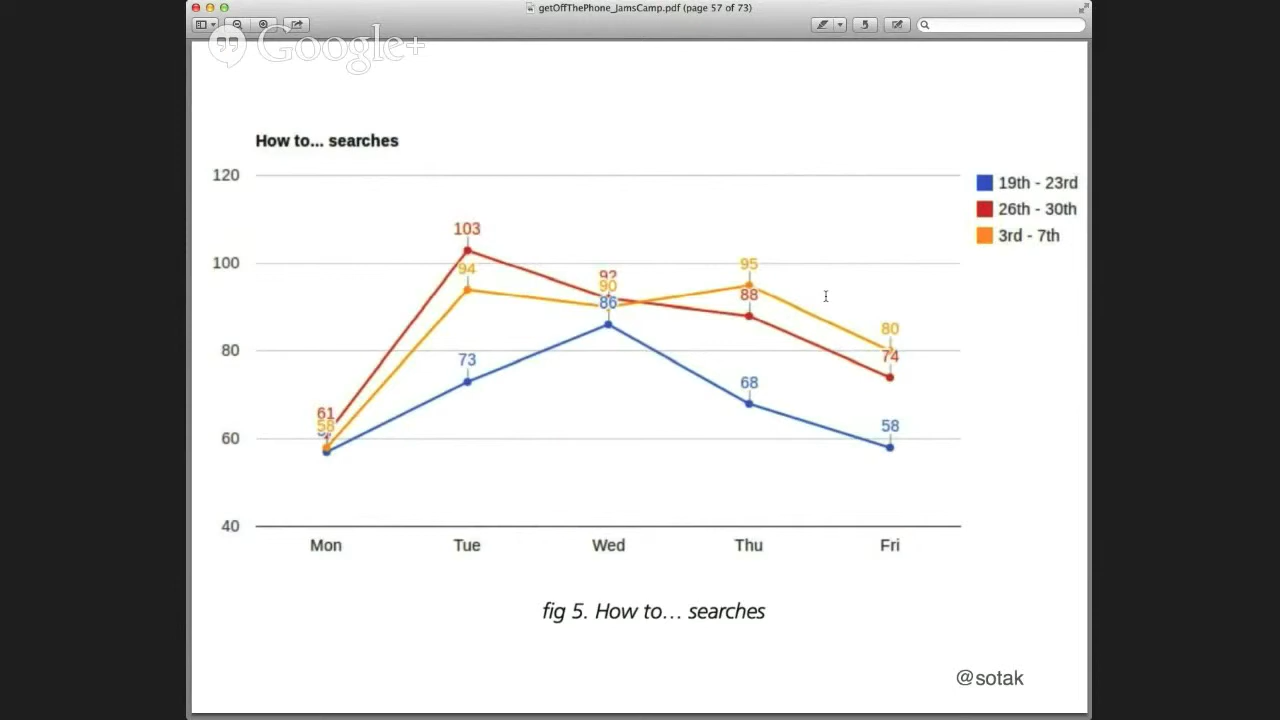 getOffThePhone_JamsCamp.pdf (page 57 of 73)
Google+
How to... searches
120
100
80
60
40
19th - 23rd
26th - 30th
3rd - 7th
103
94
92
90
86
95
88
80
74
73
68
58
61
58
Mon Tue Wed Thu Fri
fig 5. How to... searches
@sotak